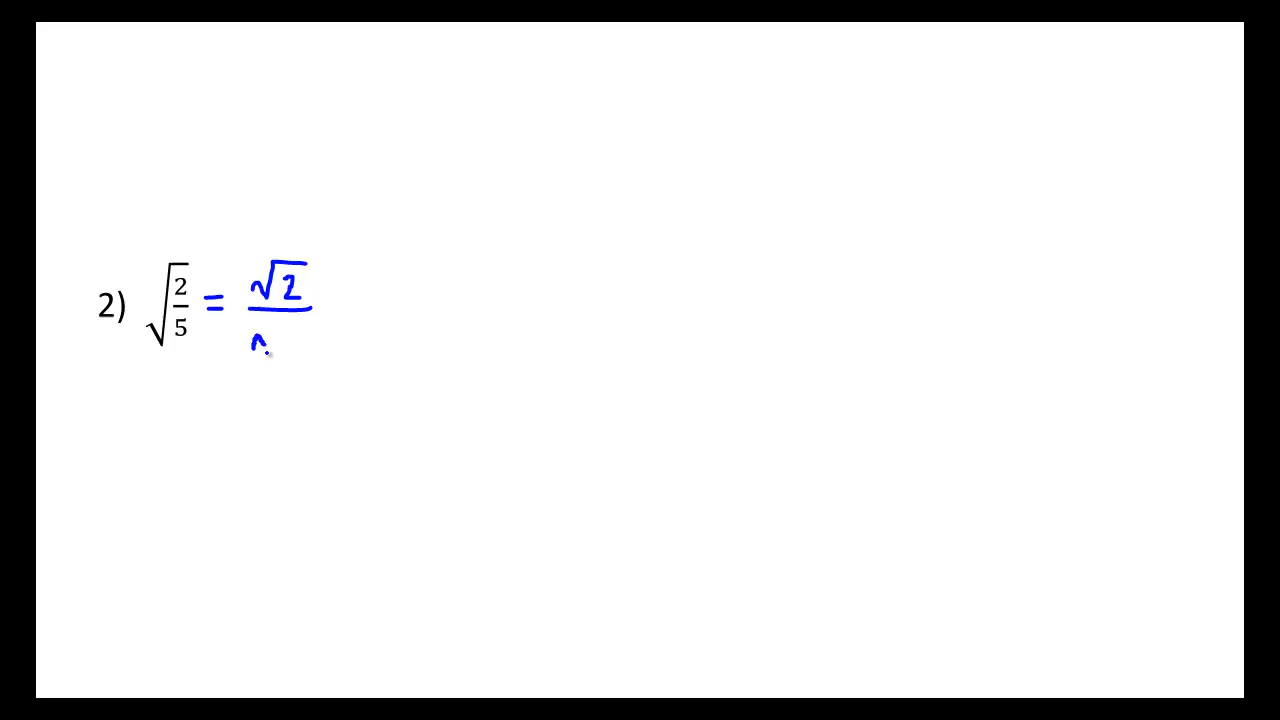 2) √(2/5) = √2 /